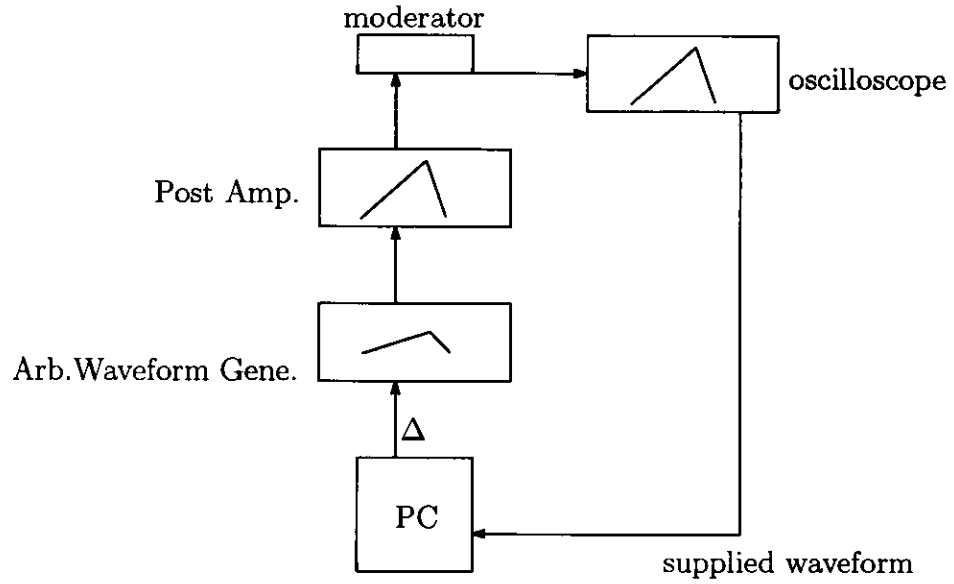 moderator
oscilloscope
Post Amp.
Arb.Waveform Gene.
Δ
PC
supplied waveform